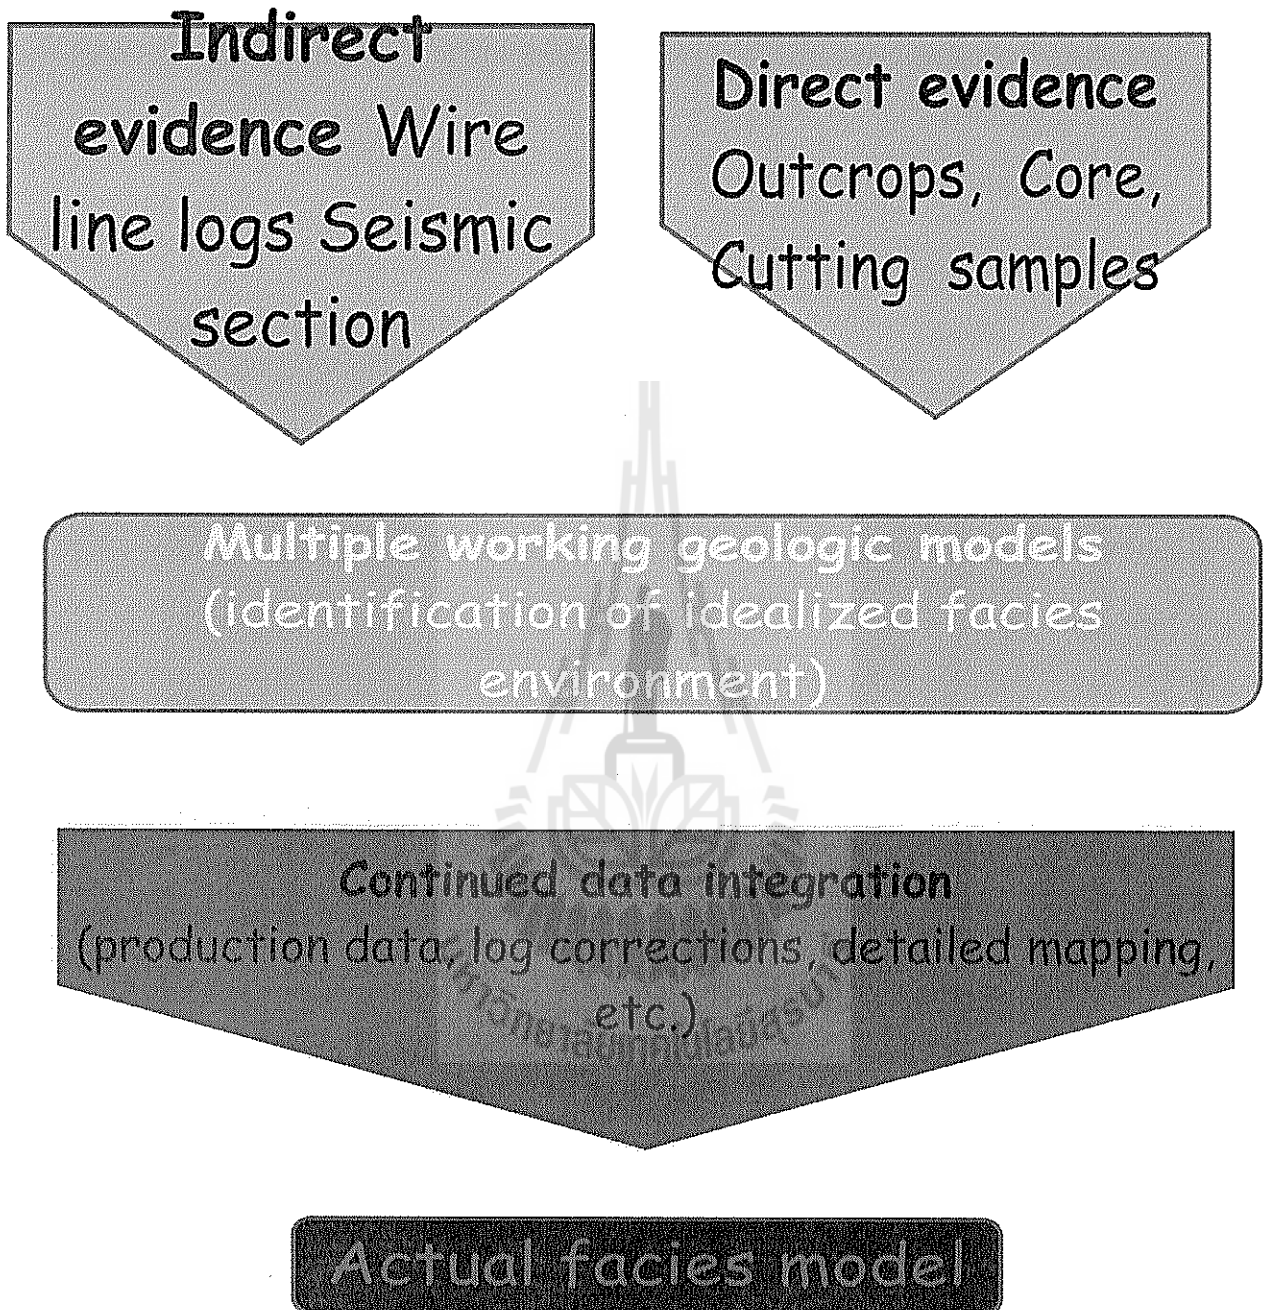 Indirect
evidence Wire
line logs Seismic
section
Direct evidence
Outcrops, Core,
Cutting samples
Multiple working geologic models
(identification of idealized facies
environment)
Continued data integration
(production data, log corrections, detailed mapping,
etc.)
Actual facies model